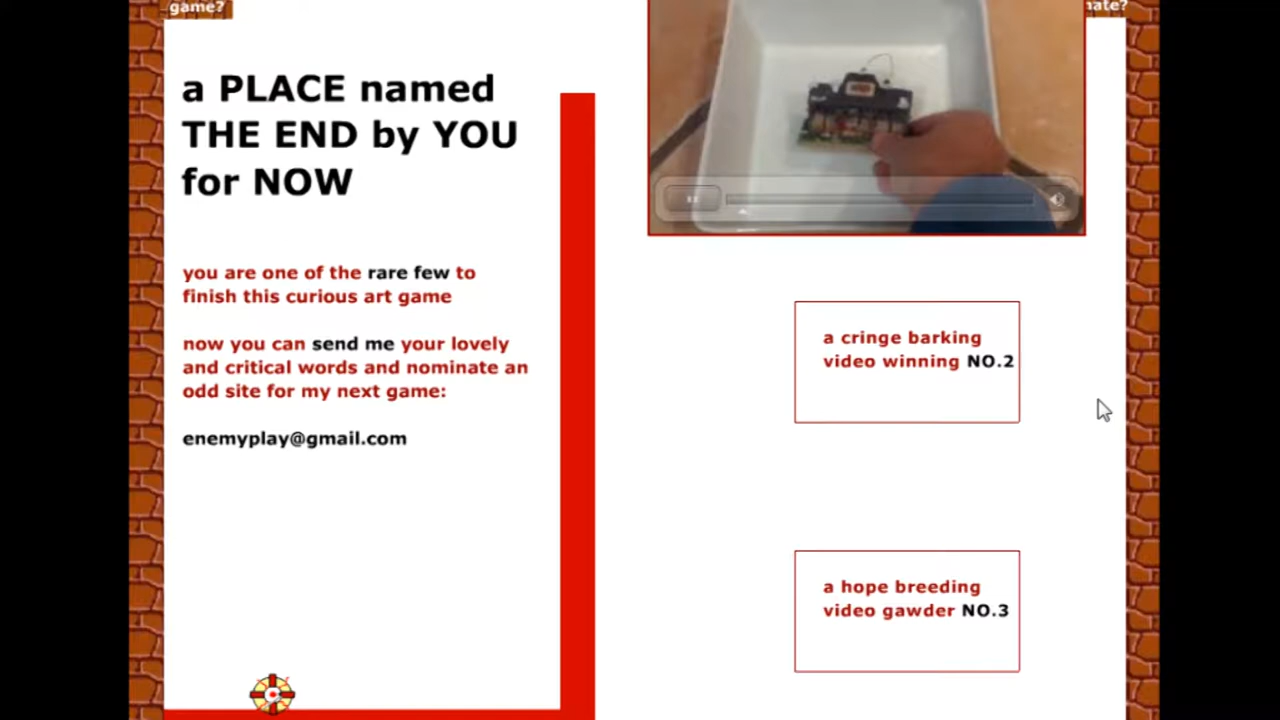 game?
a PLACE named
THE END by YOU
for NOW
you are one of the rare few to
finish this curious art game
now you can send me your lovely
and critical words and nominate an
odd site for my next game:
enemyplay@gmail.com
a cringe barking
video winning NO.2
a hope breeding
video gawder NO.3